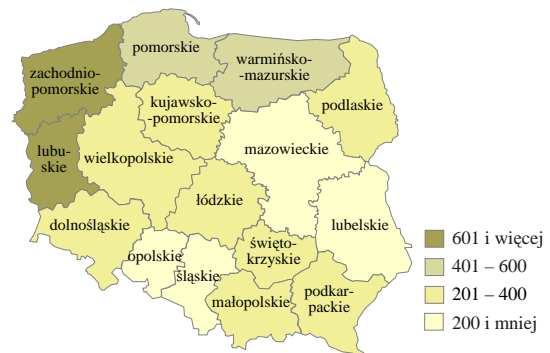 pomorskie
warmińsko-
-mazurskie
zachodnio-
pomorskie
podlaskie
kujawsko-
-pomorskie
lubu-
skie
wielkopolskie
mazowieckie
łódzkie
lubelskie
dolnośląskie
opolskie
śląskie
święto-
krzyskie
małopolskie
podkar-
packie
601 i więcej
401 – 600
201 – 400
200 i mniej